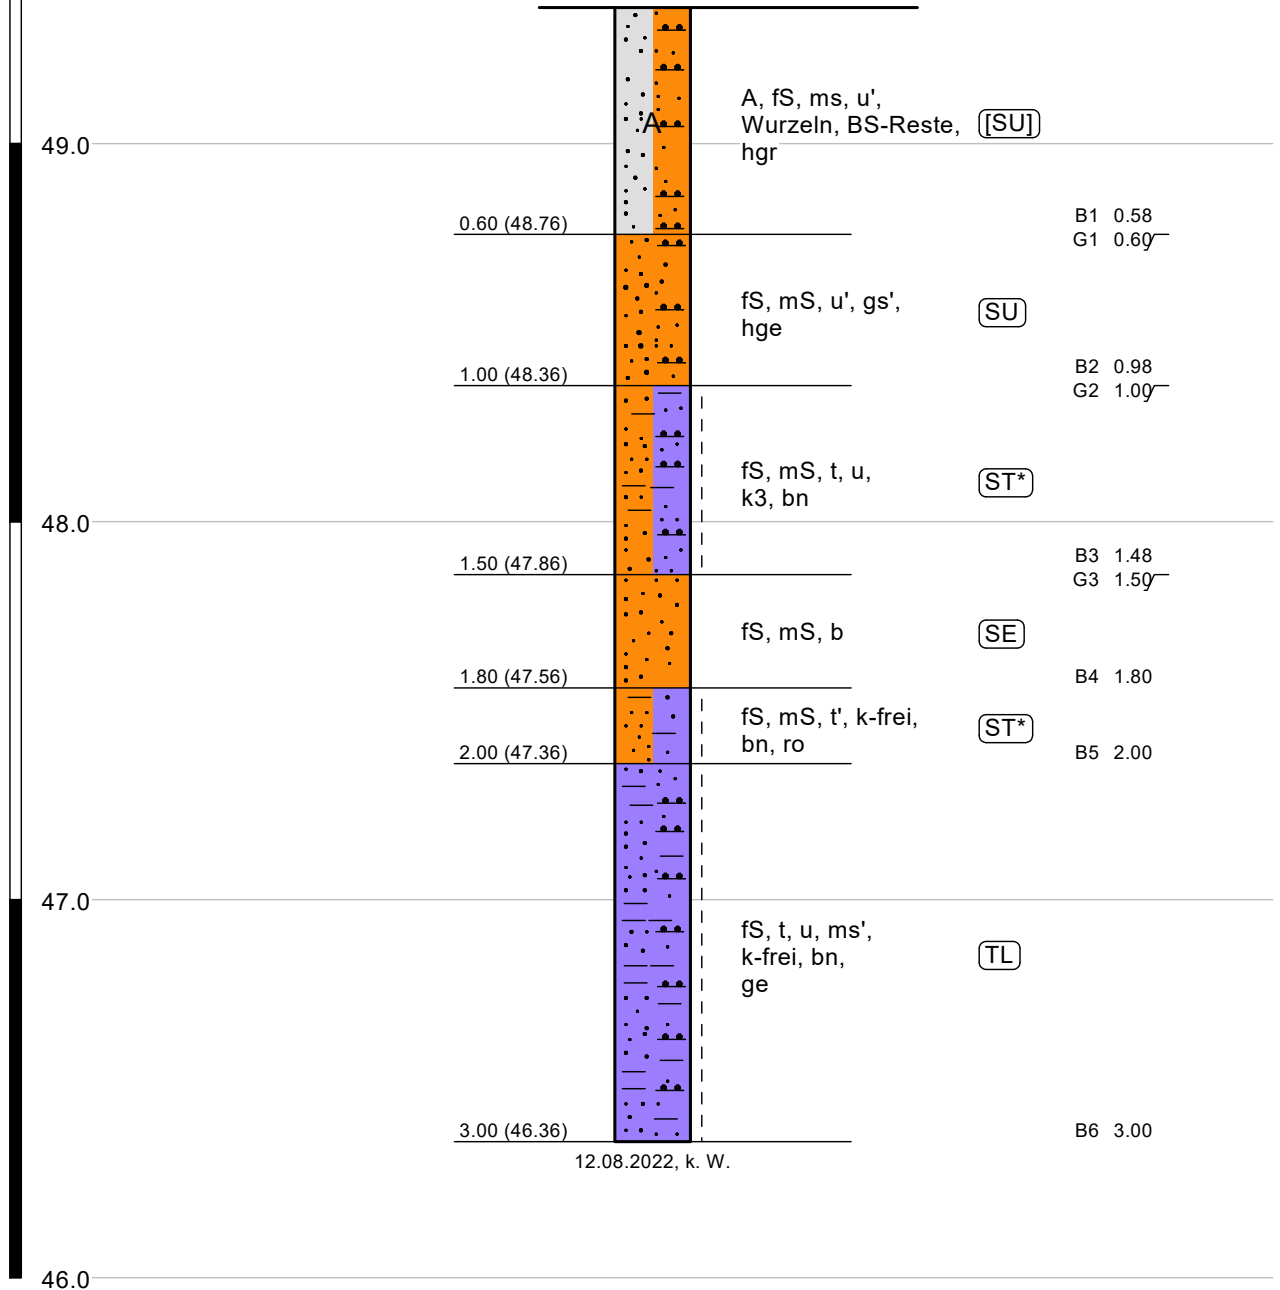 A, fS, ms, u',
A
Wurzeln, BS-Reste,
[SU]
49.0
hgr
0.60 (48.76)
B1 0.58
G1 0.60
fS, mS, u', gs',
SU
hge
1.00 (48.36)
B2 0.98
G2 1.00
fS, mS, t, u,
ST*
k3, bn
48.0
1.50 (47.86)
B3 1.48
G3 1.50
fS, mS, b
SE
1.80 (47.56)
B4 1.80
fS, mS, t', k-frei,
ST*
bn, ro
2.00 (47.36)
B5 2.00
47.0
fS, t, u, ms',
k-frei, bn,
TL
ge
3.00 (46.36)
B6 3.00
12.08.2022, k. W.
46.0